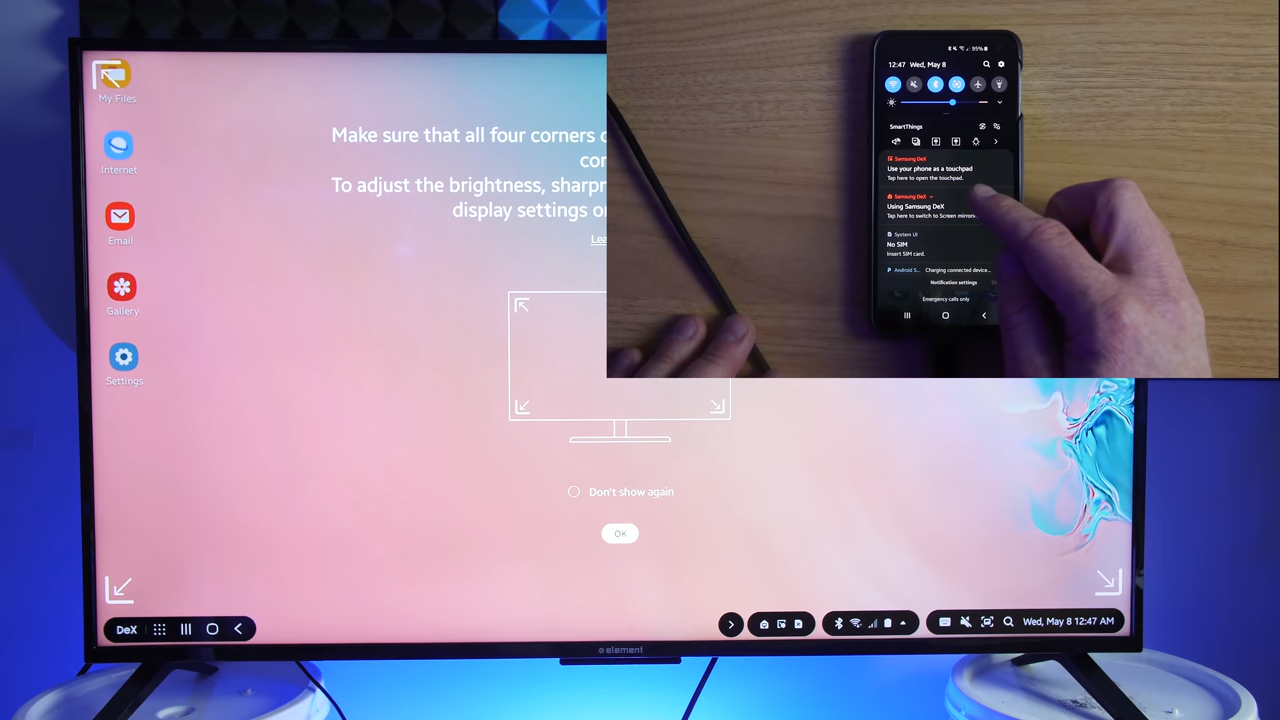 My Files
Internet
Email
Gallery
Settings
Make sure that all four corners
To adjust the brightness,
display settings
Don't show again
OK
DeX
Wed, May 8 12:47 AM
element
95%
12:47 Wed, May 8
SmartThings
Samsung DeX
Use your phone as a touchpad
Tap here to open the touchpad.
Samsung DeX
Using Samsung DeX
Tap here to switch to Screen
System UI
No SIM
Insert SIM card.
Android S... Charging connected device...
Notification settings
Emergency calls only